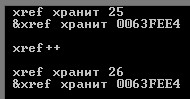 xref хранит 25
&xref хранит 0063FEE4
xref++
xref хранит 26
&xref хранит 0063FEE4